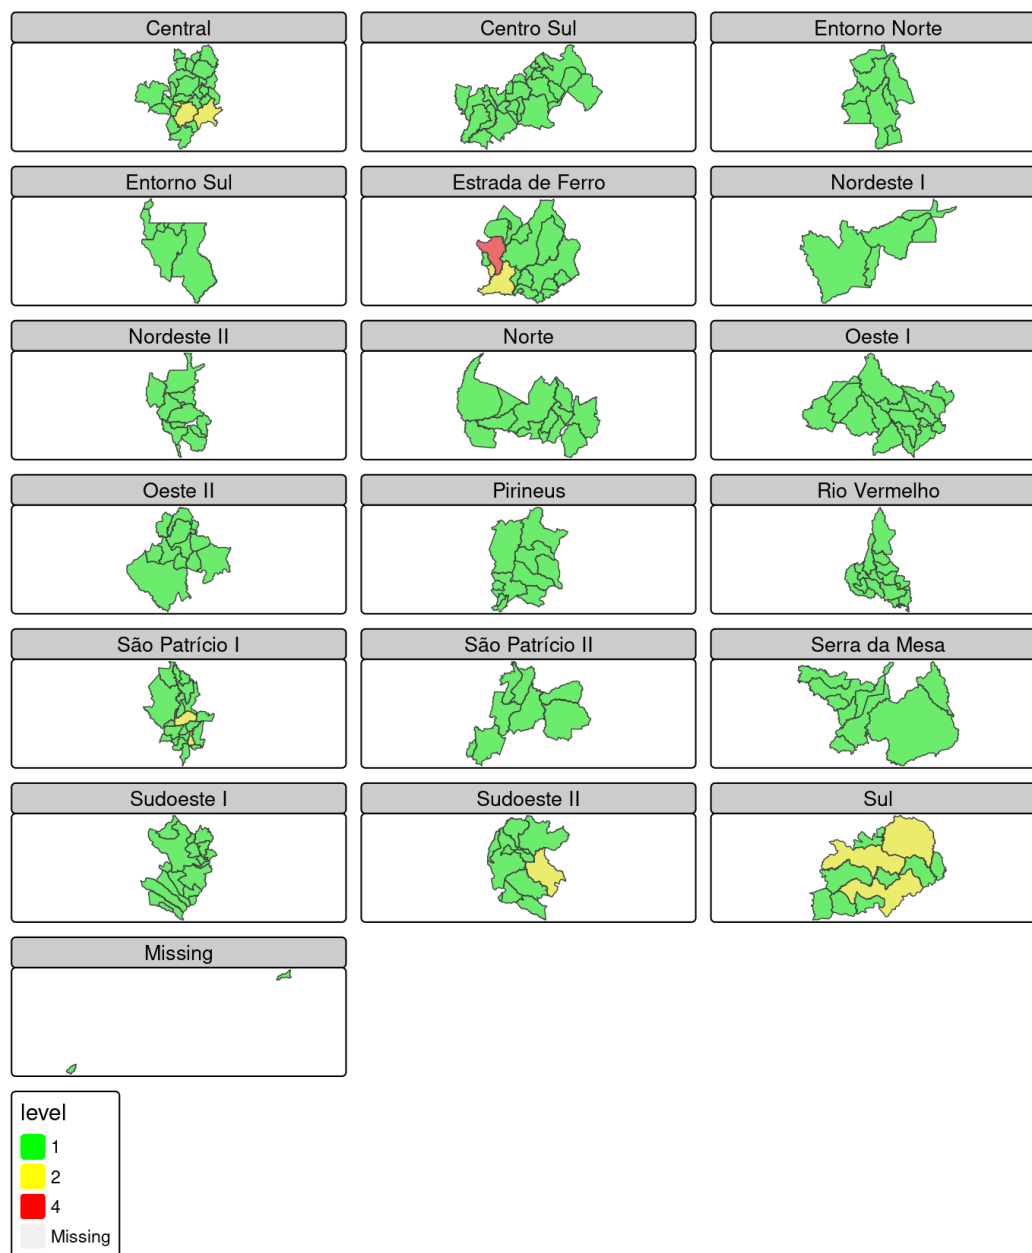 Central
Centro Sul
Entorno Norte
Entorno Sul
Estrada de Ferro
Nordeste I
Nordeste II
Norte
Oeste I
Oeste II
Pirineus
Rio Vermelho
São Patrício I
São Patrício II
Serra da Mesa
Sudoeste I
Sudoeste II
Sul
Missing
level
1
2
4
Missing